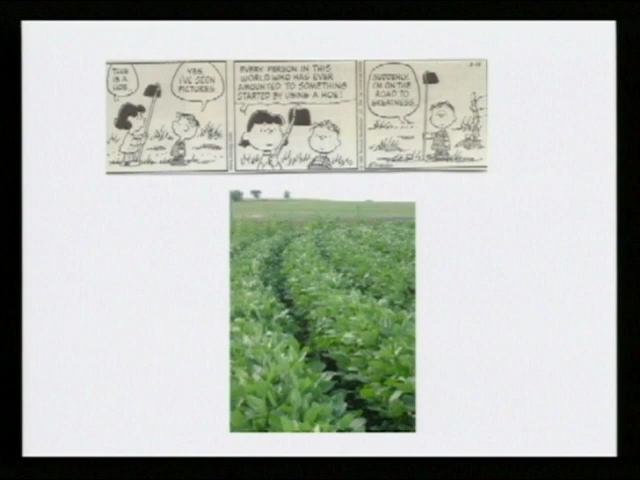 THIS
IS A
HOE.
YES,
I'VE SEEN
PICTURES.
EVERY PERSON IN THIS
WORLD WHO HAS EVER
AMOUNTED TO SOMETHING
STARTED BY USING A HOE!
SUDDENLY,
I'M ON THE
ROAD TO
GREATNESS.